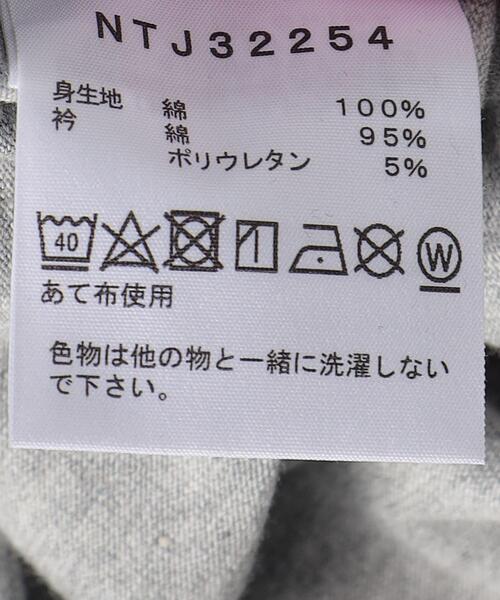 NTJ32254
身生地 綿 100%
衿 綿 95%
ポリウレタン 5%
40 W
あて布使用
色物は他の物と一緒に洗濯しない
で下さい。